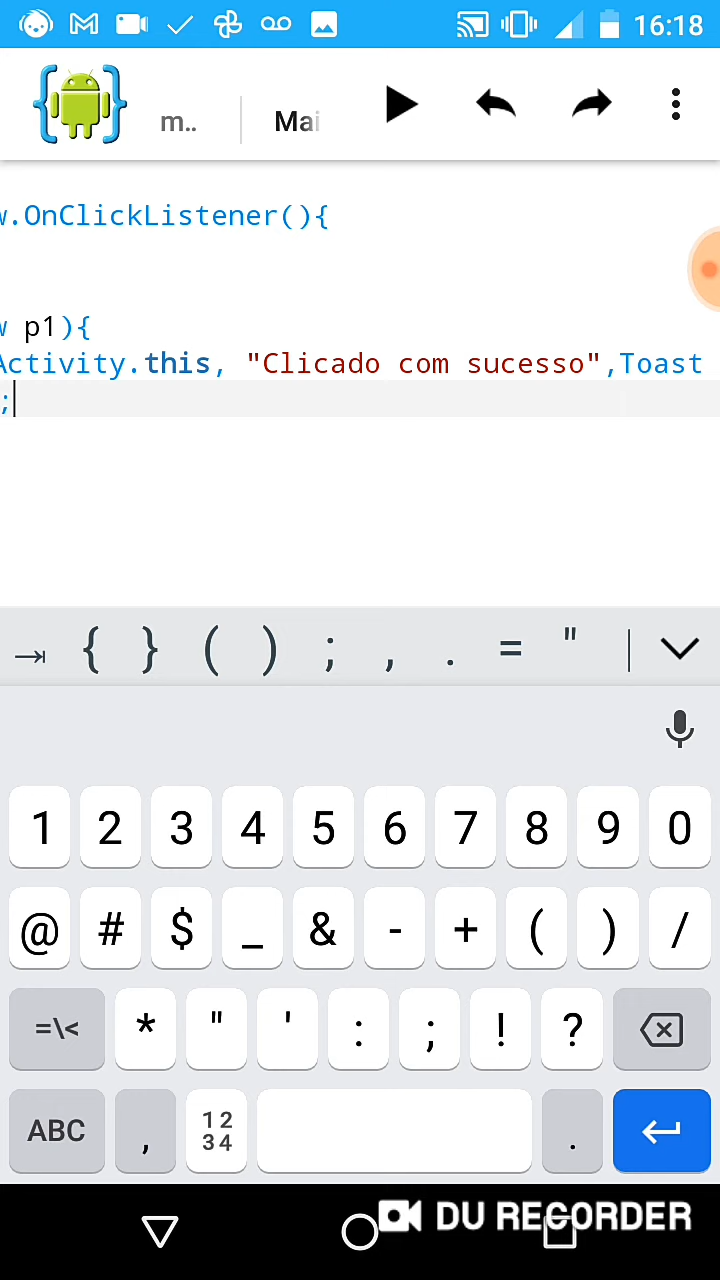 16:18
m..
Mai
w.OnClickListener(){
w p1){
Activity.this, "Clicado com sucesso",Toast
;
{ } ( ) ; , . = " |
1 2 3 4 5 6 7 8 9 0
@ # $ _ & - + ( ) /
=\< * " ' : ; ! ?
ABC , 12 34 .
DU RECORDER